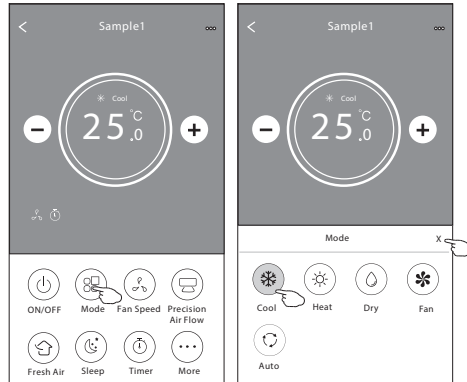 Sample1
Cool
25.0 °C
ON/OFF Mode Fan Speed Precision Air Flow
Fresh Air Sleep Timer More
Sample1
Cool
25.0 °C
Mode X
Cool Heat Dry Fan
Auto